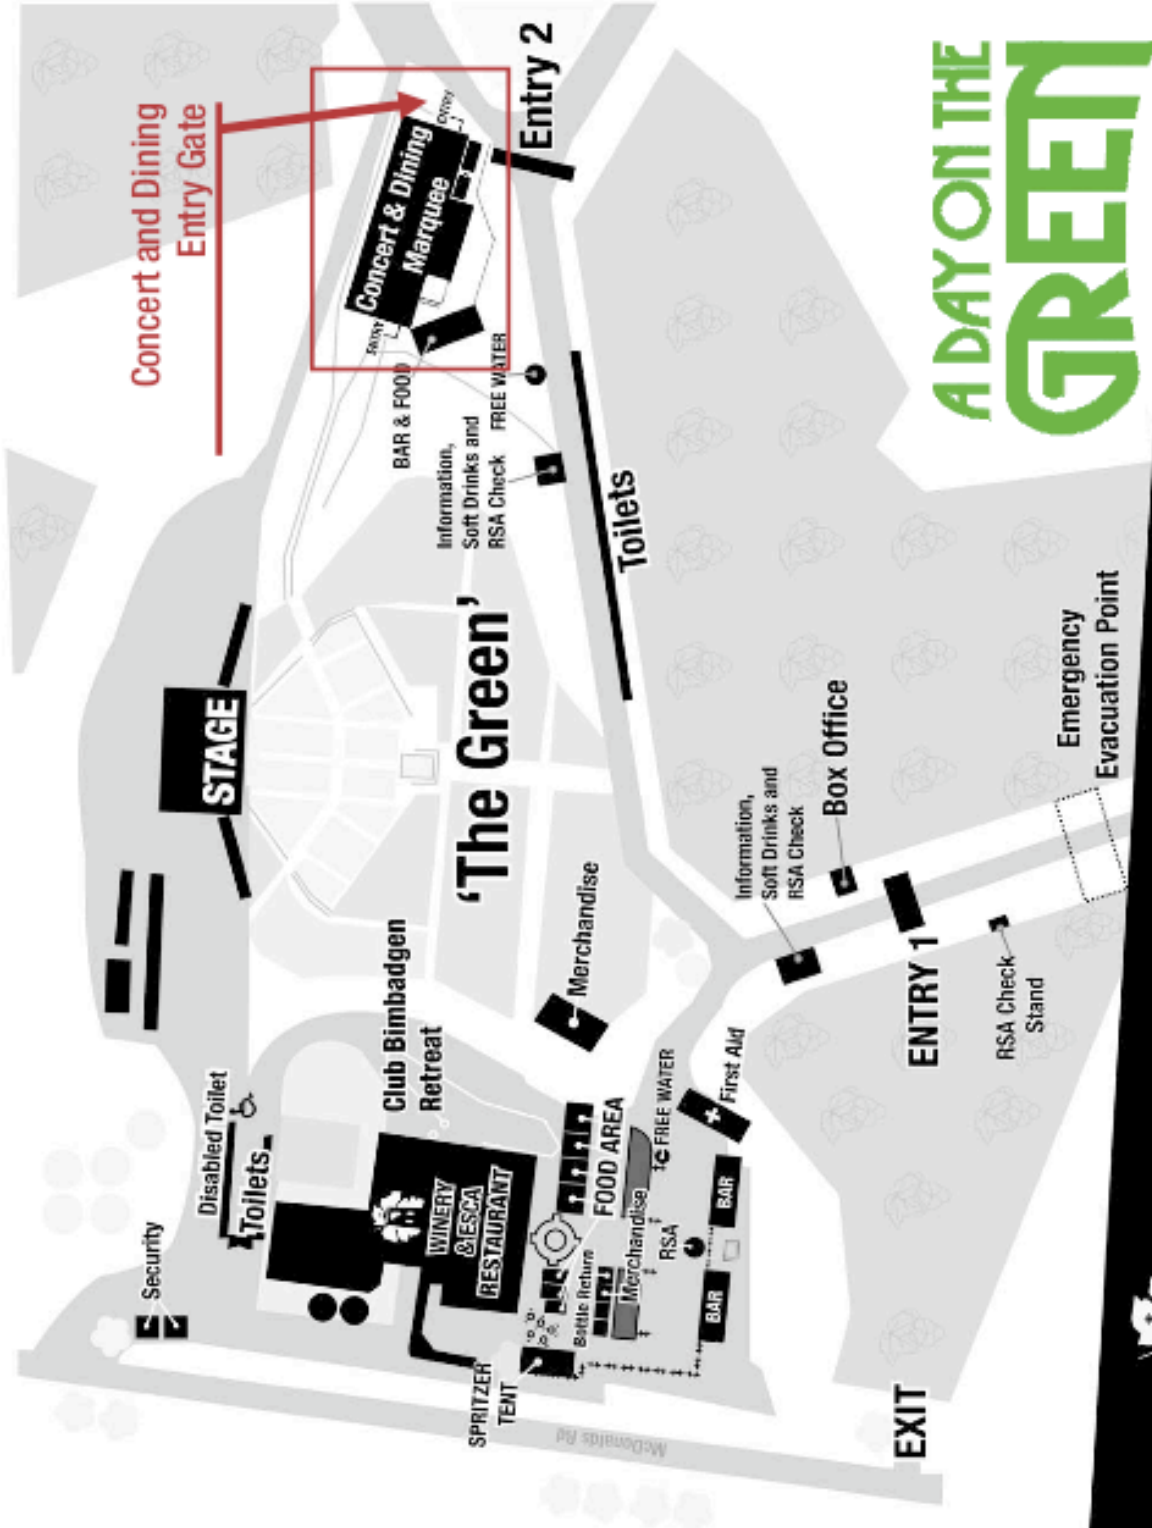 Concert and Dining
Entry Gate
Concert & Dining
Marquee
ENTRY
ENTRY
Entry 2
BAR & FOOD
FREE WATER
Information,
Soft Drinks and
RSA Check
Toilets
STAGE
'The Green'
Club Bimbadgen
Retreat
Merchandise
Disabled Toilet
Toilets
Security
WINERY
& ESCA
RESTAURANT
FOOD AREA
FREE WATER
First Aid
Merchandise
RSA
BAR
BAR
Bottle Return
SPRITZER
TENT
McDonalds Rd
EXIT
Information,
Soft Drinks and
RSA Check
Box Office
ENTRY 1
RSA Check
Stand
Emergency
Evacuation Point
A DAY ON THE
GREEN